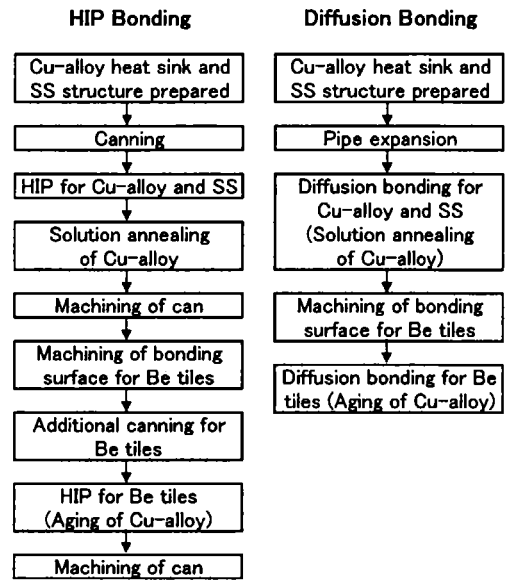 HIP Bonding
Cu-alloy heat sink and
SS structure prepared
Canning
HIP for Cu-alloy and SS
Solution annealing
of Cu-alloy
Machining of can
Machining of bonding
surface for Be tiles
Additional canning for
Be tiles
HIP for Be tiles
(Aging of Cu-alloy)
Machining of can
Diffusion Bonding
Cu-alloy heat sink and
SS structure prepared
Pipe expansion
Diffusion bonding for
Cu-alloy and SS
(Solution annealing
of Cu-alloy)
Machining of bonding
surface for Be tiles
Diffusion bonding for Be
tiles (Aging of Cu-alloy)